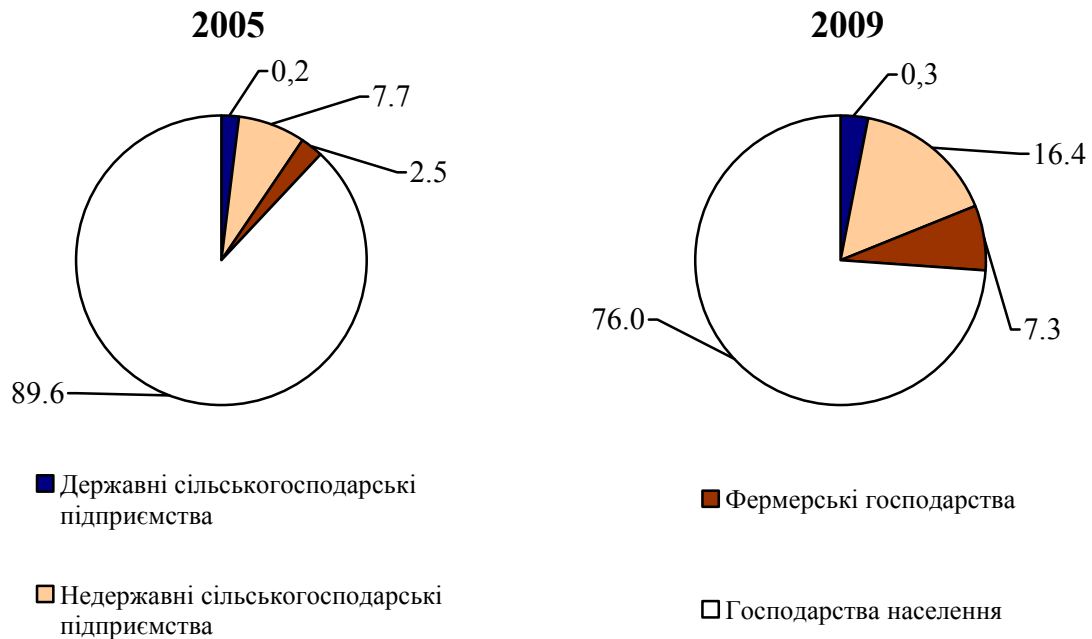 2005
0,2
7.7
2.5
89.6
2009
0,3
16.4
7.3
76.0
Державні сільськогосподарські
підприємства
Недержавні сільськогосподарські
підприємства
Фермерські господарства
Господарства населення